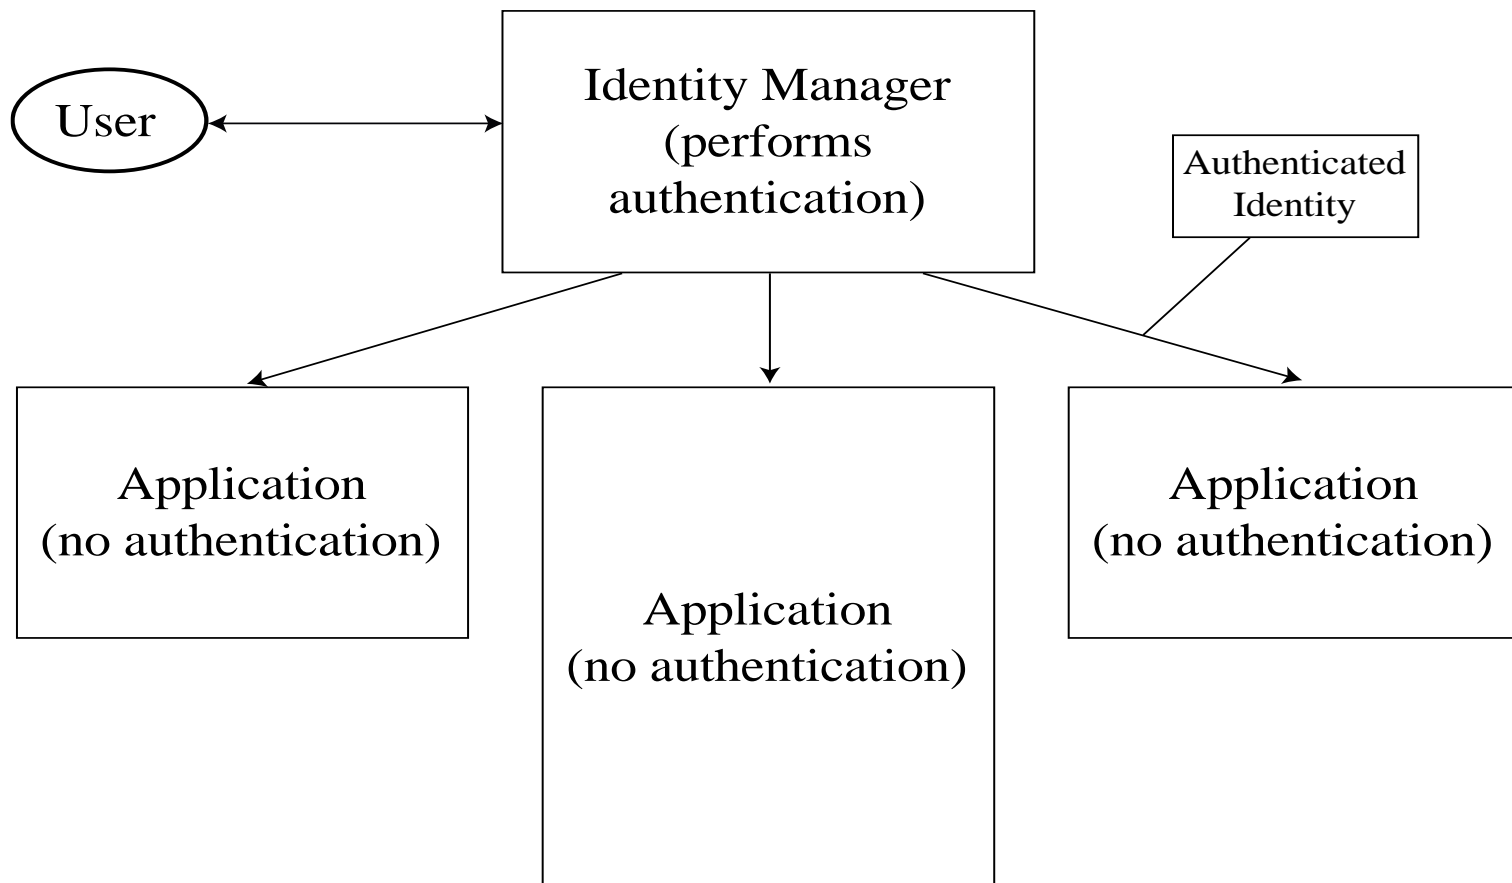 User
Identity Manager
(performs
authentication)
Authenticated
Identity
Application
(no authentication)
Application
(no authentication)
Application
(no authentication)